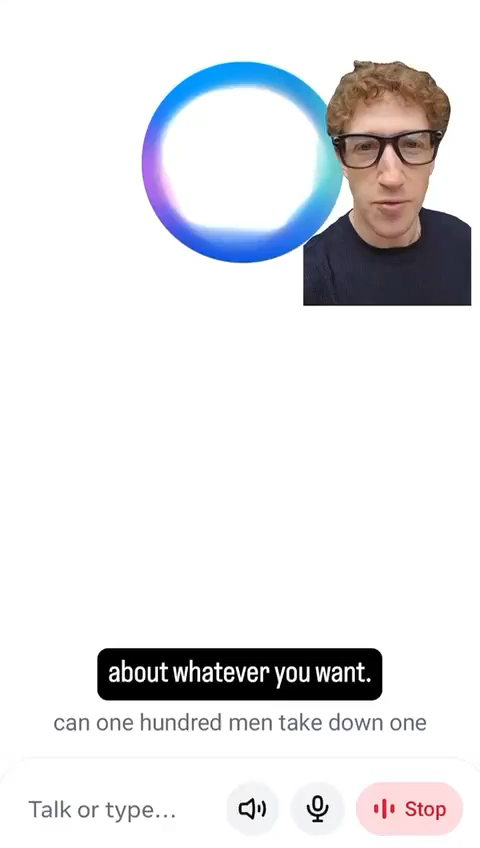 about whatever you want.
can one hundred men take down one
Talk or type...
Stop